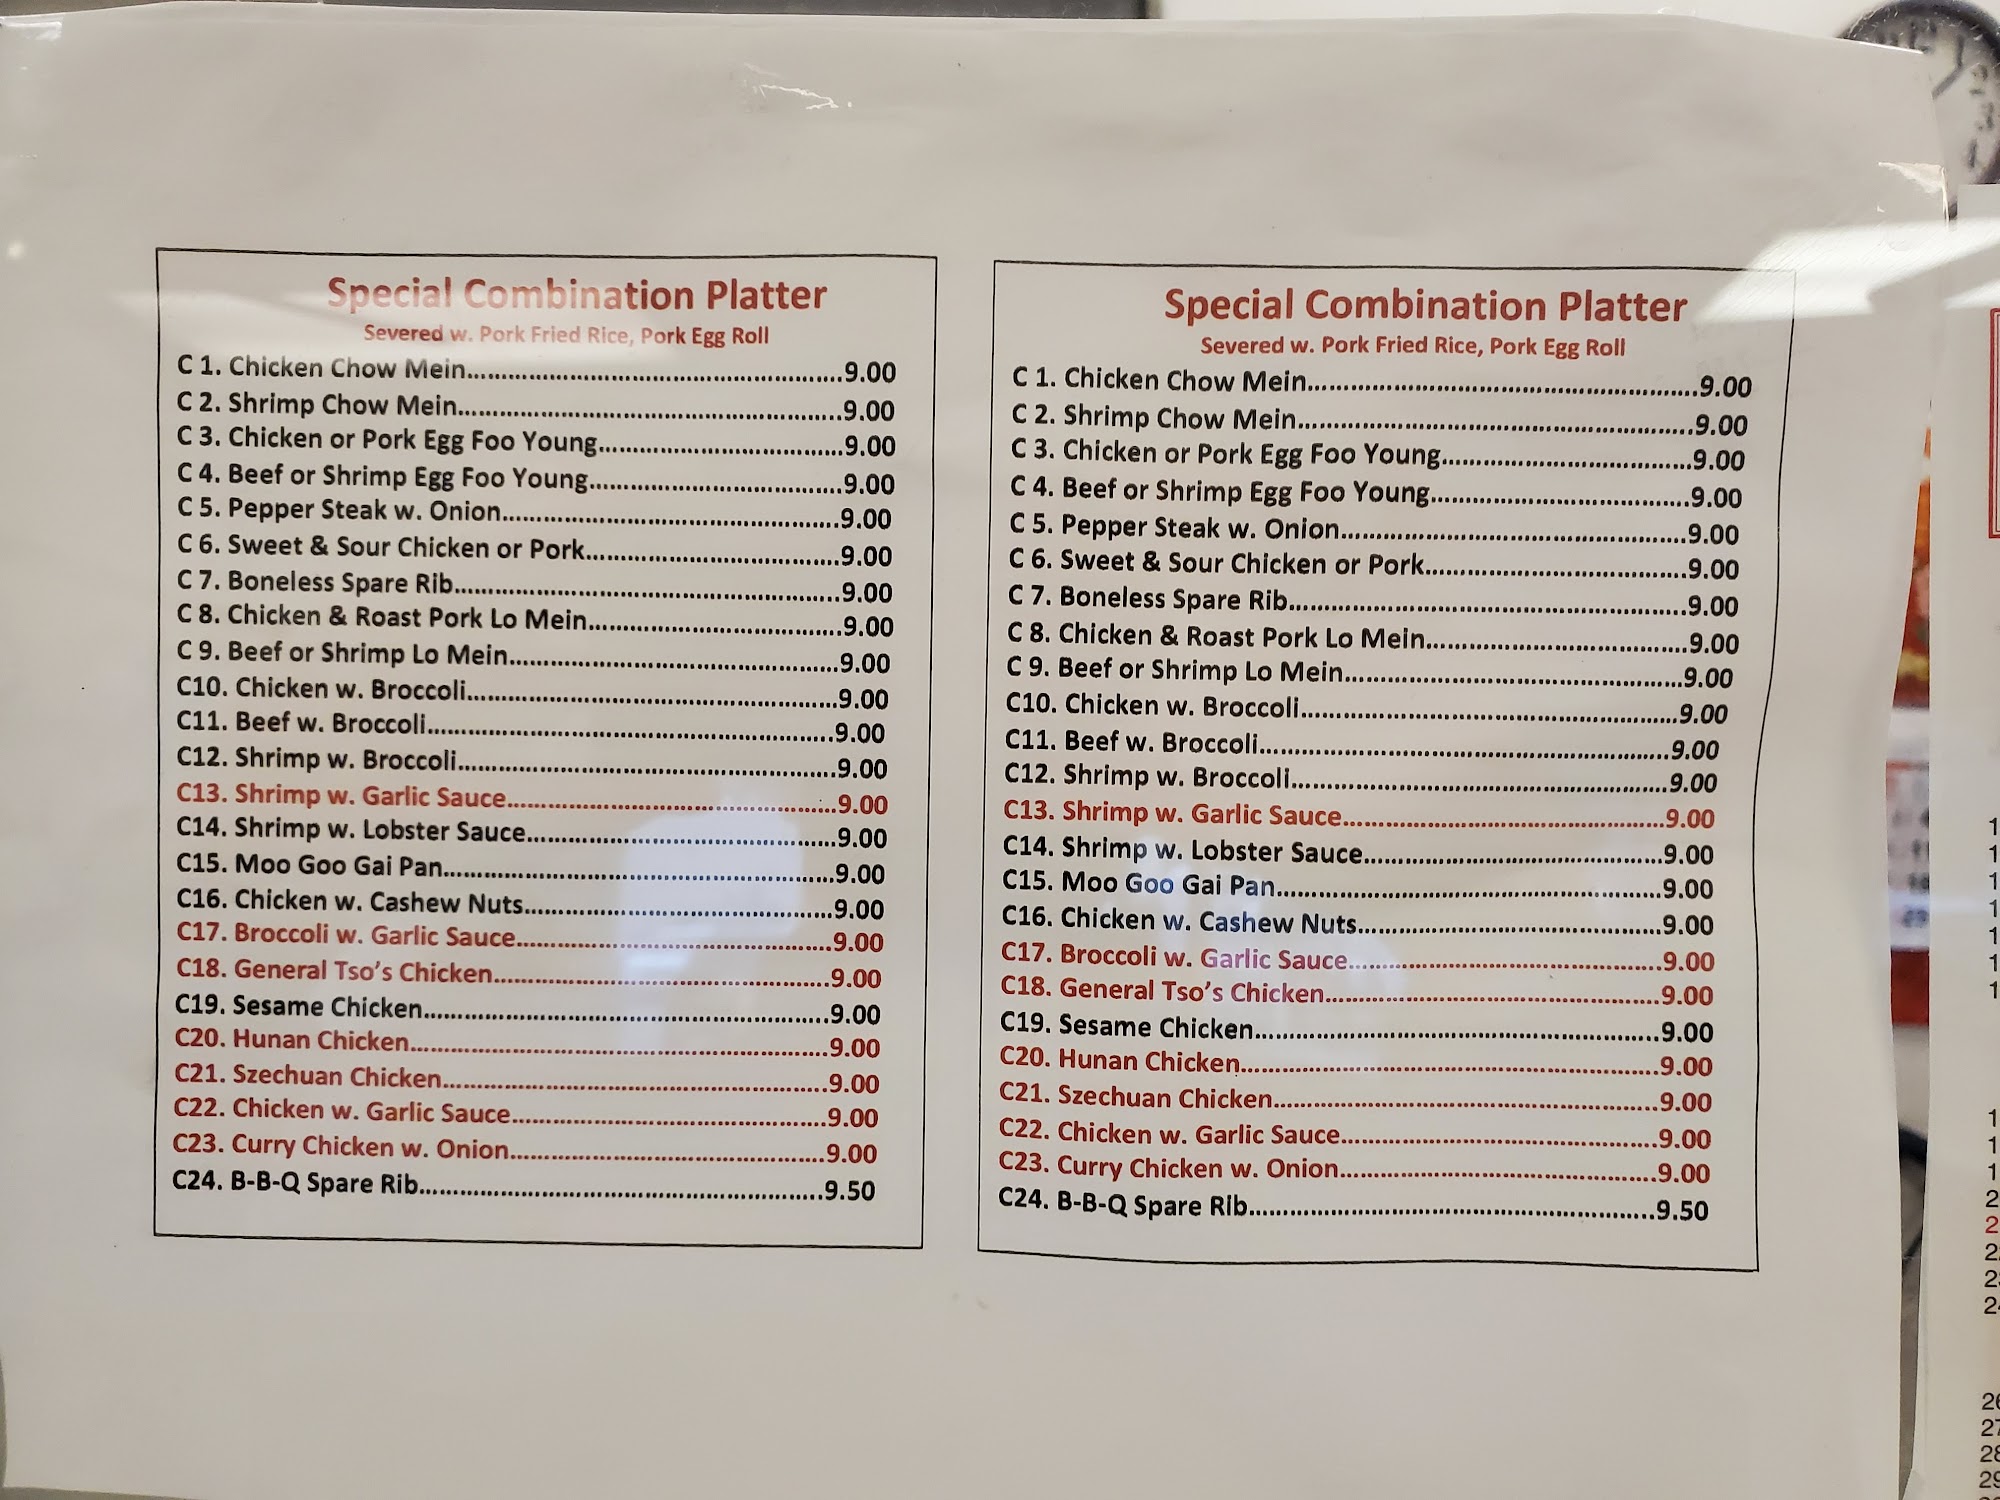 Special Combination Platter
Severed w. Pork Fried Rice, Pork Egg Roll
C 1. Chicken Chow Mein 9.00
C 2. Shrimp Chow Mein 9.00
C 3. Chicken or Pork Egg Foo Young 9.00
C 4. Beef or Shrimp Egg Foo Young 9.00
C 5. Pepper Steak w. Onion 9.00
C 6. Sweet & Sour Chicken or Pork 9.00
C 7. Boneless Spare Rib 9.00
C 8. Chicken & Roast Pork Lo Mein 9.00
C 9. Beef or Shrimp Lo Mein 9.00
C10. Chicken w. Broccoli 9.00
C11. Beef w. Broccoli 9.00
C12. Shrimp w. Broccoli 9.00
C13. Shrimp w. Garlic Sauce 9.00
C14. Shrimp w. Lobster Sauce 9.00
C15. Moo Goo Gai Pan 9.00
C16. Chicken w. Cashew Nuts 9.00
C17. Broccoli w. Garlic Sauce 9.00
C18. General Tso's Chicken 9.00
C19. Sesame Chicken 9.00
C20. Hunan Chicken 9.00
C21. Szechuan Chicken 9.00
C22. Chicken w. Garlic Sauce 9.00
C23. Curry Chicken w. Onion 9.00
C24. B-B-Q Spare Rib 9.50
Special Combination Platter
Severed w. Pork Fried Rice, Pork Egg Roll
C 1. Chicken Chow Mein 9.00
C 2. Shrimp Chow Mein 9.00
C 3. Chicken or Pork Egg Foo Young 9.00
C 4. Beef or Shrimp Egg Foo Young 9.00
C 5. Pepper Steak w. Onion 9.00
C 6. Sweet & Sour Chicken or Pork 9.00
C 7. Boneless Spare Rib 9.00
C 8. Chicken & Roast Pork Lo Mein 9.00
C 9. Beef or Shrimp Lo Mein 9.00
C10. Chicken w. Broccoli 9.00
C11. Beef w. Broccoli 9.00
C12. Shrimp w. Broccoli 9.00
C13. Shrimp w. Garlic Sauce 9.00
C14. Shrimp w. Lobster Sauce 9.00
C15. Moo Goo Gai Pan 9.00
C16. Chicken w. Cashew Nuts 9.00
C17. Broccoli w. Garlic Sauce 9.00
C18. General Tso's Chicken 9.00
C19. Sesame Chicken 9.00
C20. Hunan Chicken 9.00
C21. Szechuan Chicken 9.00
C22. Chicken w. Garlic Sauce 9.00
C23. Curry Chicken w. Onion 9.00
C24. B-B-Q Spare Rib 9.50